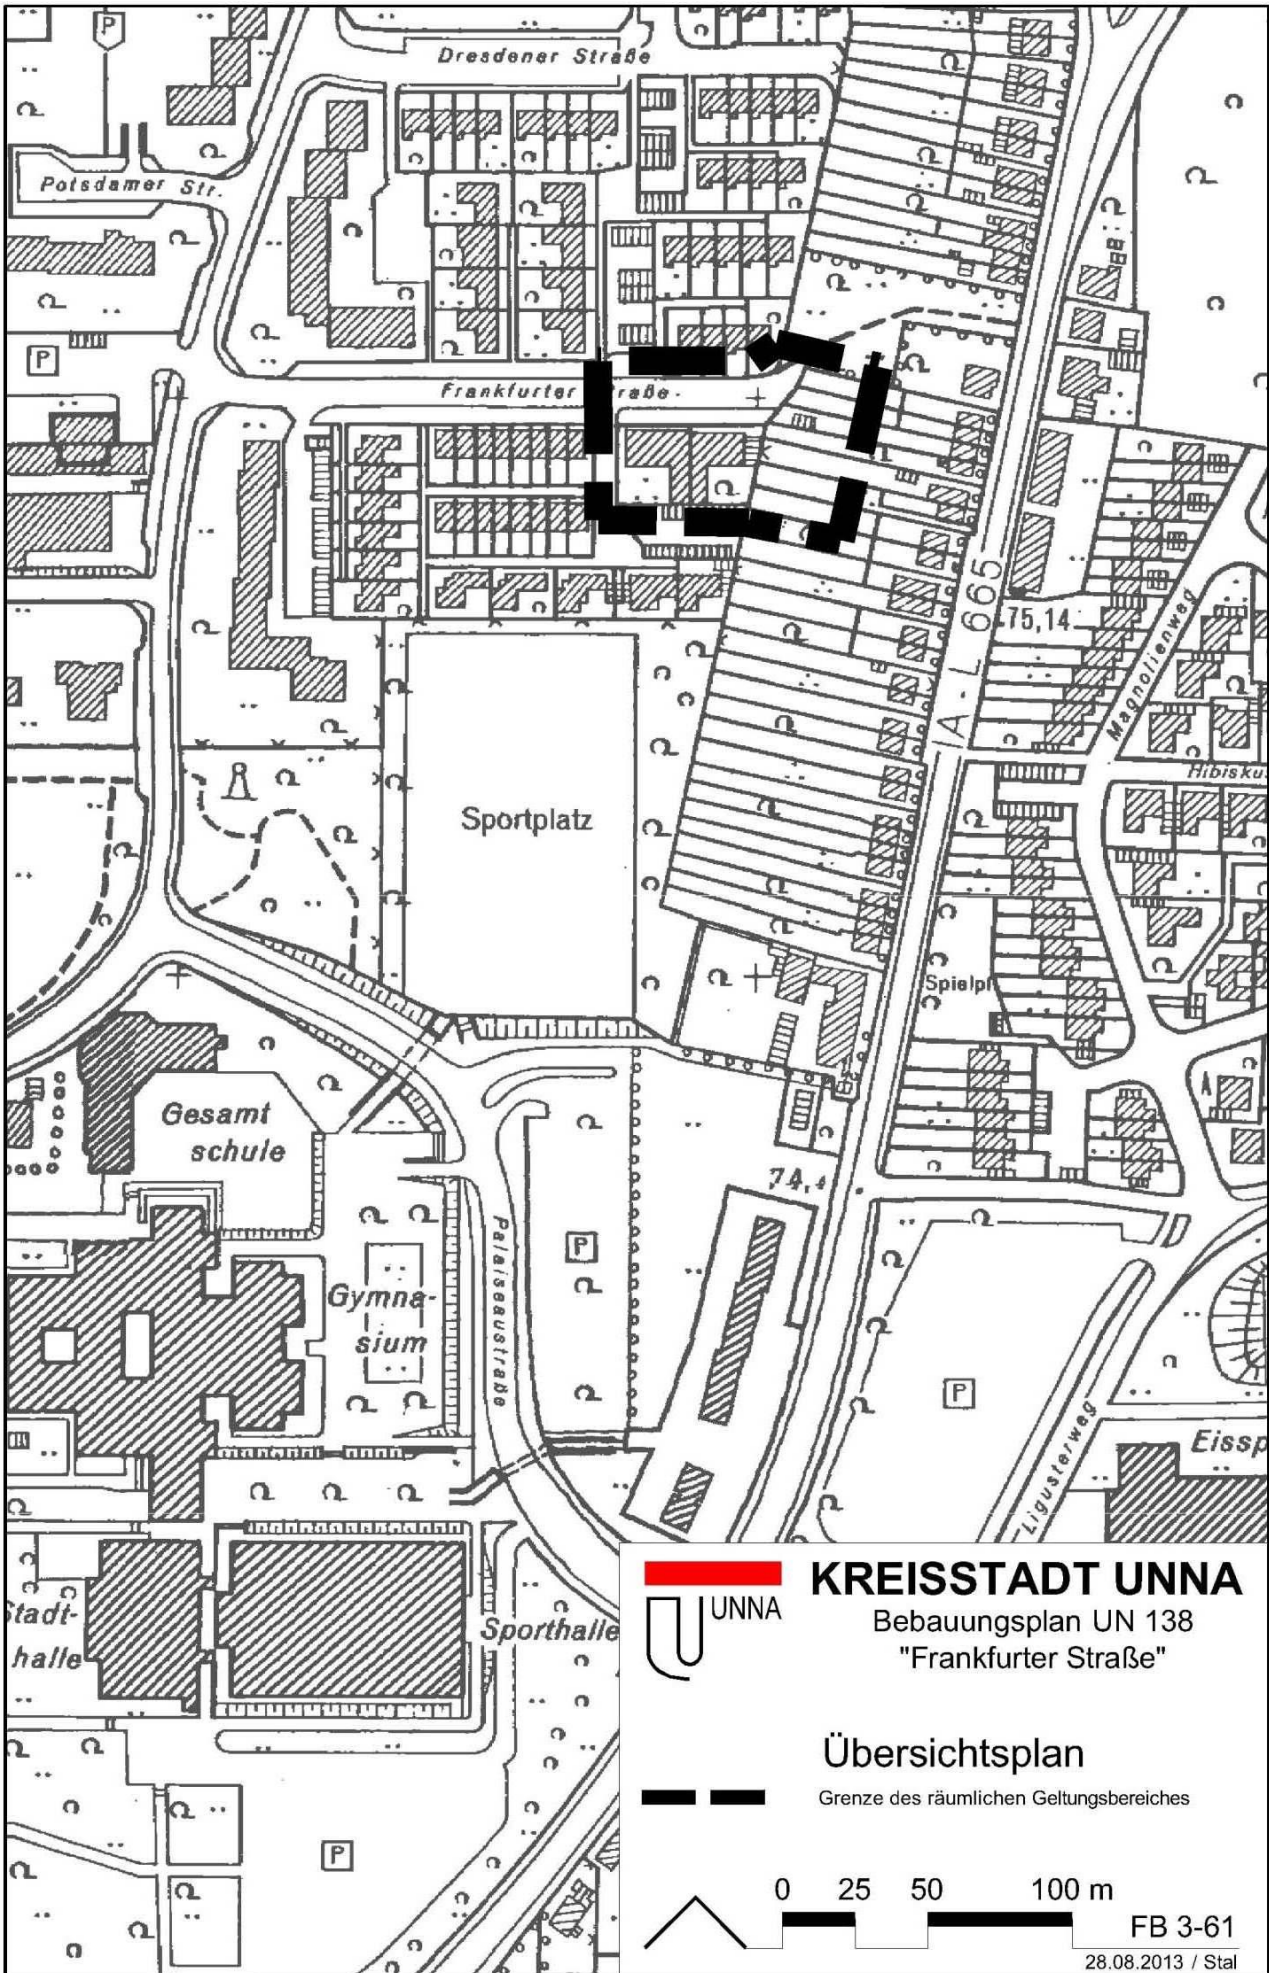 P
Dresdener Straße
Potsdamer Str.
P
Frankfurter Straße
A - L 665
75,14
Magnolienweg
Hibisku
Sportplatz
Spielpl
Gesamt
schule
74,4
Gymna-
sium
Palaiseaustraße
P
P
Ligusterweg
Eissp
Stadt-
halle
Sporthalle
P
UNNA
KREISSTADT UNNA
Bebauungsplan UN 138
"Frankfurter Straße"
Übersichtsplan
Grenze des räumlichen Geltungsbereiches
0 25 50 100 m
FB 3-61
28.08.2013 / Stal